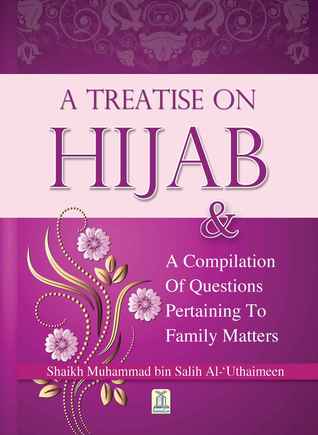 A TREATISE ON
HIJAB
&
A Compilation
Of Questions
Pertaining To
Family Matters
Shaikh Muhammad bin Salih Al-‘Uthaimeen